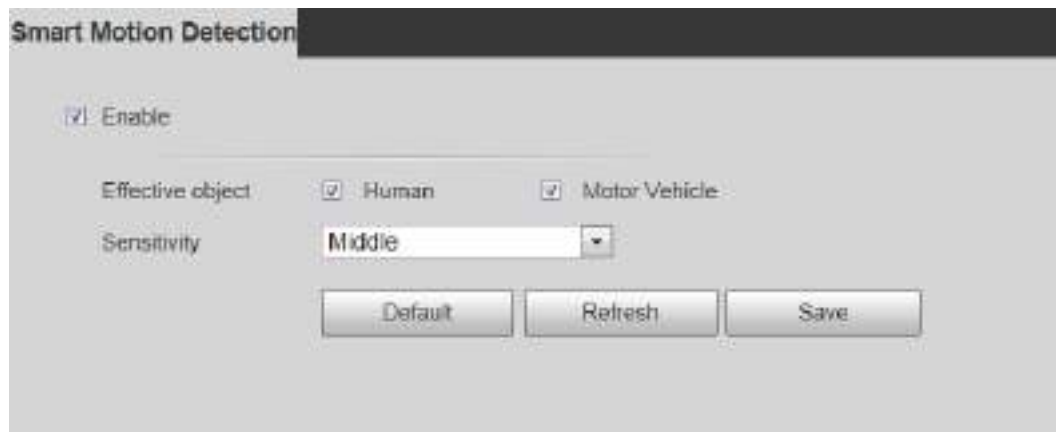 Smart Motion Detection
Enable
Effective object Human Motor Vehicle
Sensitivity Middle
Default Refresh Save